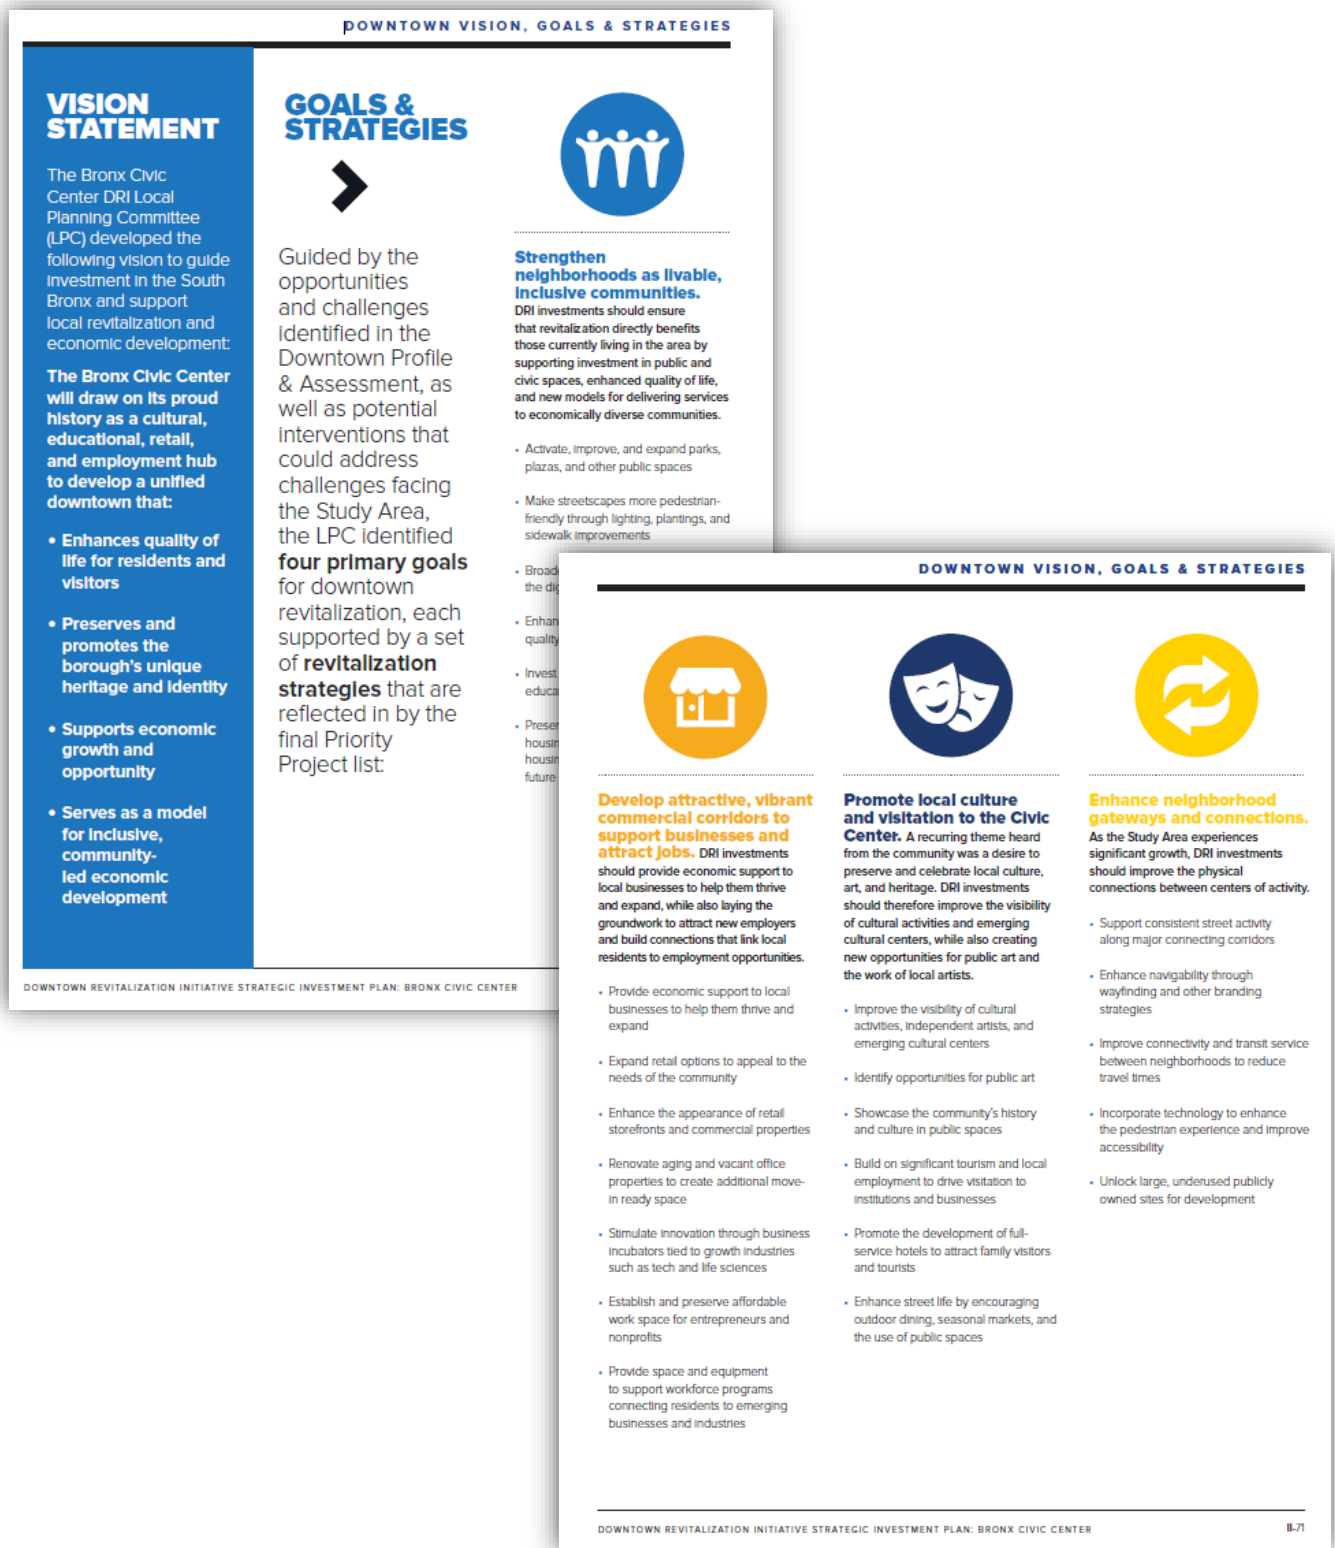 DOWNTOWN VISION, GOALS & STRATEGIES
VISION
STATEMENT
The Bronx Civic
Center DRI Local
Planning Committee
(LPC) developed the
following vision to guide
investment in the South
Bronx and support
local revitalization and
economic development:
The Bronx Civic Center
will draw on its proud
history as a cultural,
educational, retail,
and employment hub
to develop a unified
downtown that:
• Enhances quality of
life for residents and
visitors
• Preserves and
promotes the
borough's unique
heritage and identity
• Supports economic
growth and
opportunity
• Serves as a model
for inclusive,
community-
led economic
development
GOALS &
STRATEGIES
Guided by the
opportunities
and challenges
identified in the
Downtown Profile
& Assessment, as
well as potential
interventions that
could address
challenges facing
the Study Area,
the LPC identified
four primary goals
for downtown
revitalization, each
supported by a set
of revitalization
strategies that are
reflected in by the
final Priority
Project list:
Strengthen
neighborhoods as livable,
inclusive communities.
DRI investments should ensure
that revitalization directly benefits
those currently living in the area by
supporting investment in public and
civic spaces, enhanced quality of life,
and new models for delivering services
to economically diverse communities.
• Activate, improve, and expand parks,
plazas, and other public spaces
• Make streetscapes more pedestrian-
friendly through lighting, plantings, and
sidewalk improvements
the
quality
• Invest
future
DOWNTOWN REVITALIZATION INITIATIVE STRATEGIC INVESTMENT PLAN: BRONX CIVIC CENTER
DOWNTOWN VISION, GOALS & STRATEGIES
Develop attractive, vibrant
commercial corridors to
support businesses and
attract jobs. DRI investments
should provide economic support to
local businesses to help them thrive
and expand, while also laying the
groundwork to attract new employers
and build connections that link local
residents to employment opportunities.
• Provide economic support to local
businesses to help them thrive and
expand
• Expand retail options to appeal to the
needs of the community
• Enhance the appearance of retail
storefronts and commercial properties
• Renovate aging and vacant office
properties to create additional move-
in ready space
• Stimulate innovation through business
incubators tied to growth industries
such as tech and life sciences
• Establish and preserve affordable
work space for entrepreneurs and
nonprofits
• Provide space and equipment
to support workforce programs
connecting residents to emerging
businesses and industries
Promote local culture
and visitation to the Civic
Center. A recurring theme heard
from the community was a desire to
preserve and celebrate local culture,
art, and heritage. DRI investments
should therefore improve the visibility
of cultural activities and emerging
cultural centers, while also creating
new opportunities for public art and
the work of local artists.
• Improve the visibility of cultural
activities, independent artists, and
emerging cultural centers
• Identify opportunities for public art
• Showcase the community's history
and culture in public spaces
• Build on significant tourism and local
employment to drive visitation to
institutions and businesses
• Promote the development of full-
service hotels to attract family visitors
and tourists
• Enhance street life by encouraging
outdoor dining, seasonal markets, and
the use of public spaces
Enhance neighborhood
gateways and connections.
As the Study Area experiences
significant growth, DRI investments
should improve the physical
connections between centers of activity.
• Support consistent street activity
along major connecting corridors
• Enhance navigability through
wayfinding and other branding
strategies
• Improve connectivity and transit service
between neighborhoods to reduce
travel times
• Incorporate technology to enhance
the pedestrian experience and improve
accessibility
• Unlock large, underused publicly
owned sites for development
DOWNTOWN REVITALIZATION INITIATIVE STRATEGIC INVESTMENT PLAN: BRONX CIVIC CENTER
II-71